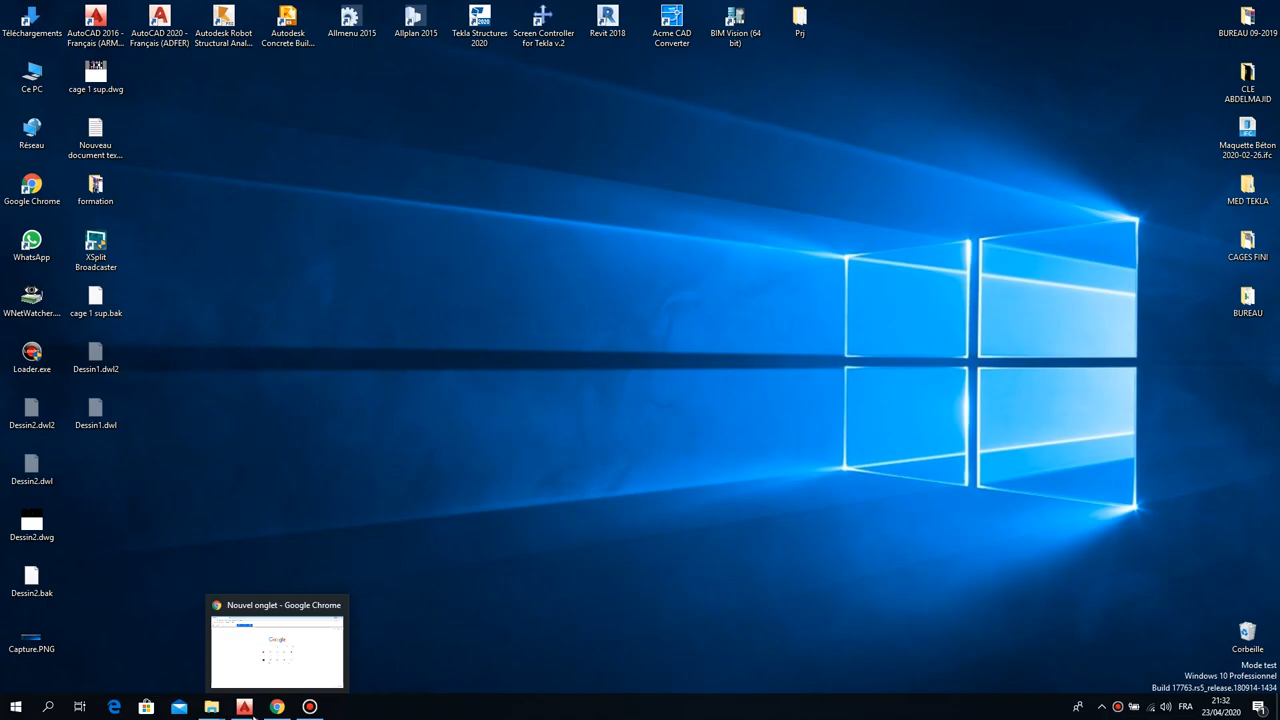 Téléchargements
AutoCAD 2016 -
Français (ARM...
AutoCAD 2020 -
Français (ADFER)
Autodesk Robot
Structural Anal...
Autodesk
Concrete Buil...
Allmenu 2015
Allplan 2015
Tekla Structures
2020
Screen Controller
for Tekla v.2
Revit 2018
Acme CAD
Converter
BIM Vision (64
bit)
Prj
BUREAU 09-2019
Ce PC
cage 1 sup.dwg
CLE
ABDELMAJID
Réseau
Nouveau
document tex...
Maquette Béton
2020-02-26.ifc
Google Chrome
formation
MED TEKLA
WhatsApp
XSplit
Broadcaster
CAGES FINI
WNetWatcher....
cage 1 sup.bak
BUREAU
Loader.exe
Dessin1.dwl2
Dessin2.dwl2
Dessin1.dwl
Dessin2.dwl
Dessin2.dwg
Dessin2.bak
Capture.PNG
Nouvel onglet - Google Chrome
Google
Corbeille
Mode test
Windows 10 Professionnel
Build 17763.rs5_release.180914-1434
FRA
21:32
23/04/2020